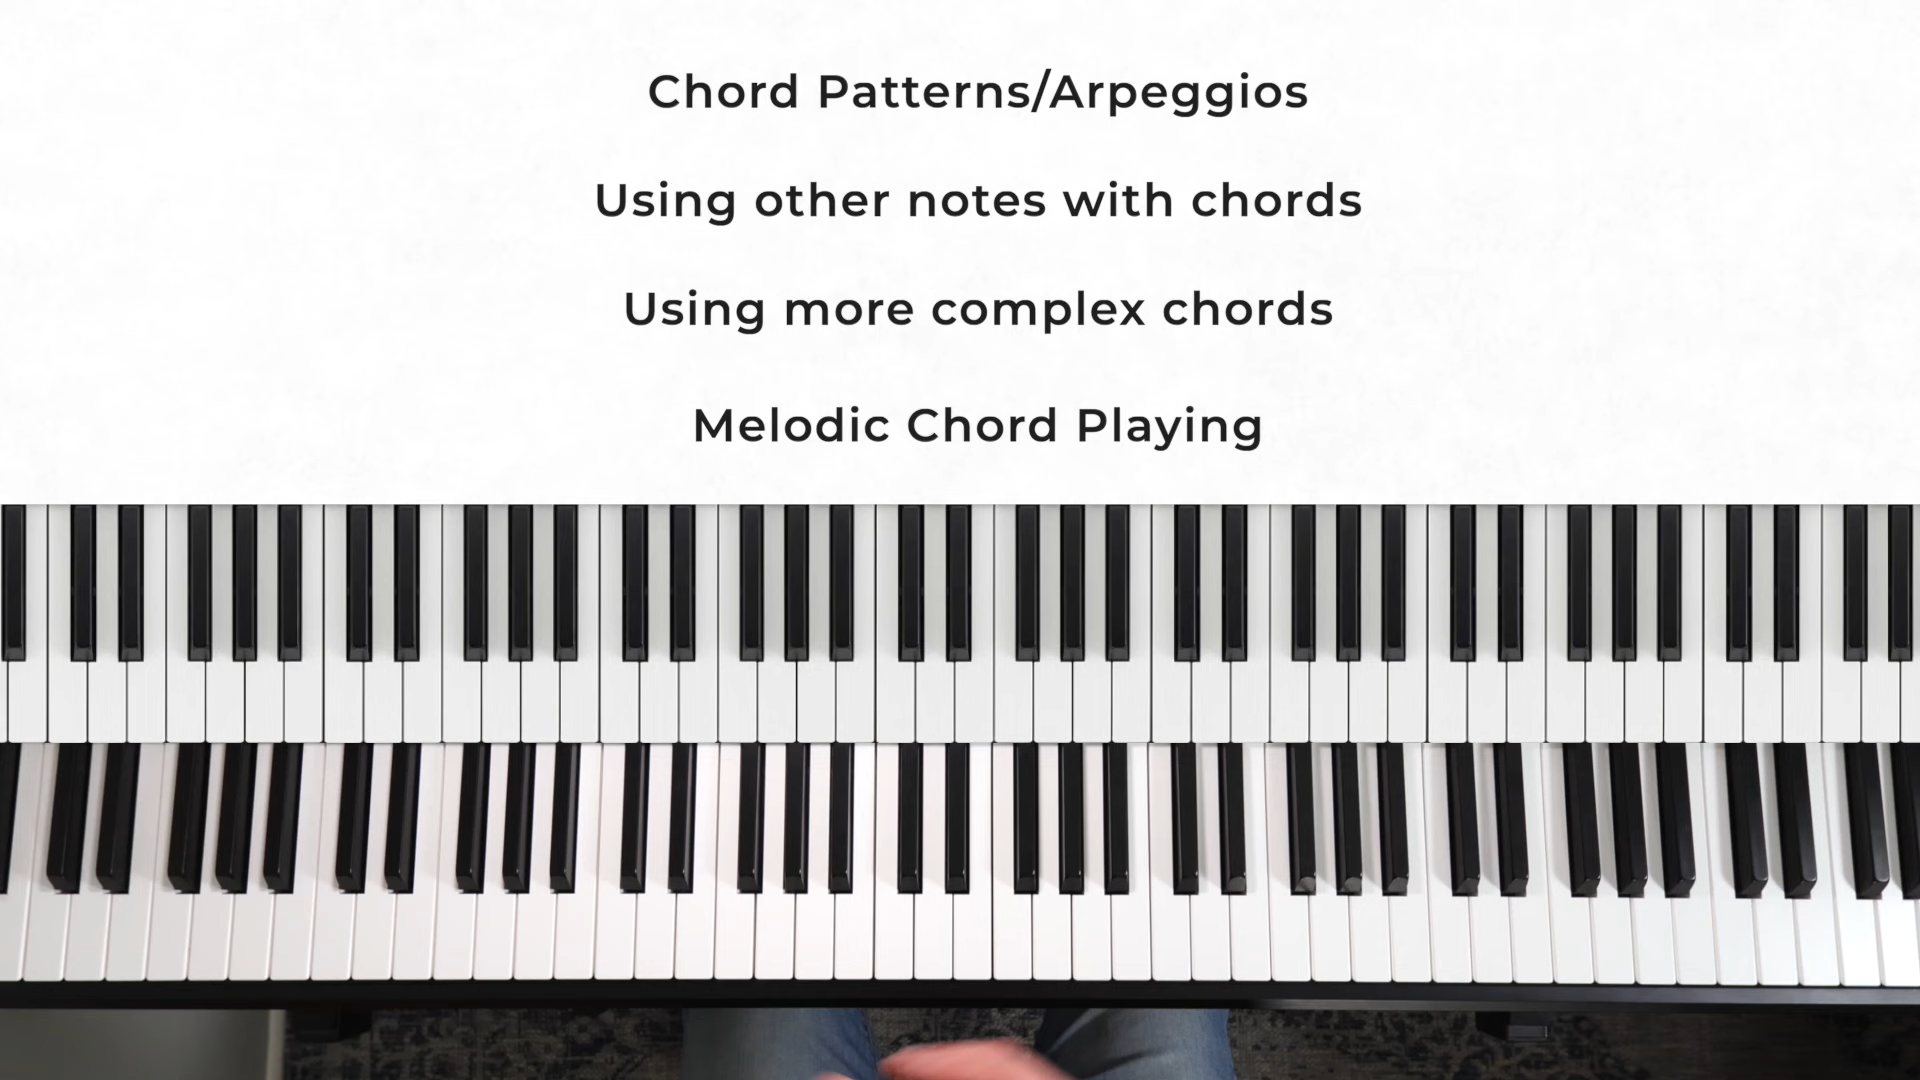 Chord Patterns/Arpeggios
Using other notes with chords
Using more complex chords
Melodic Chord Playing